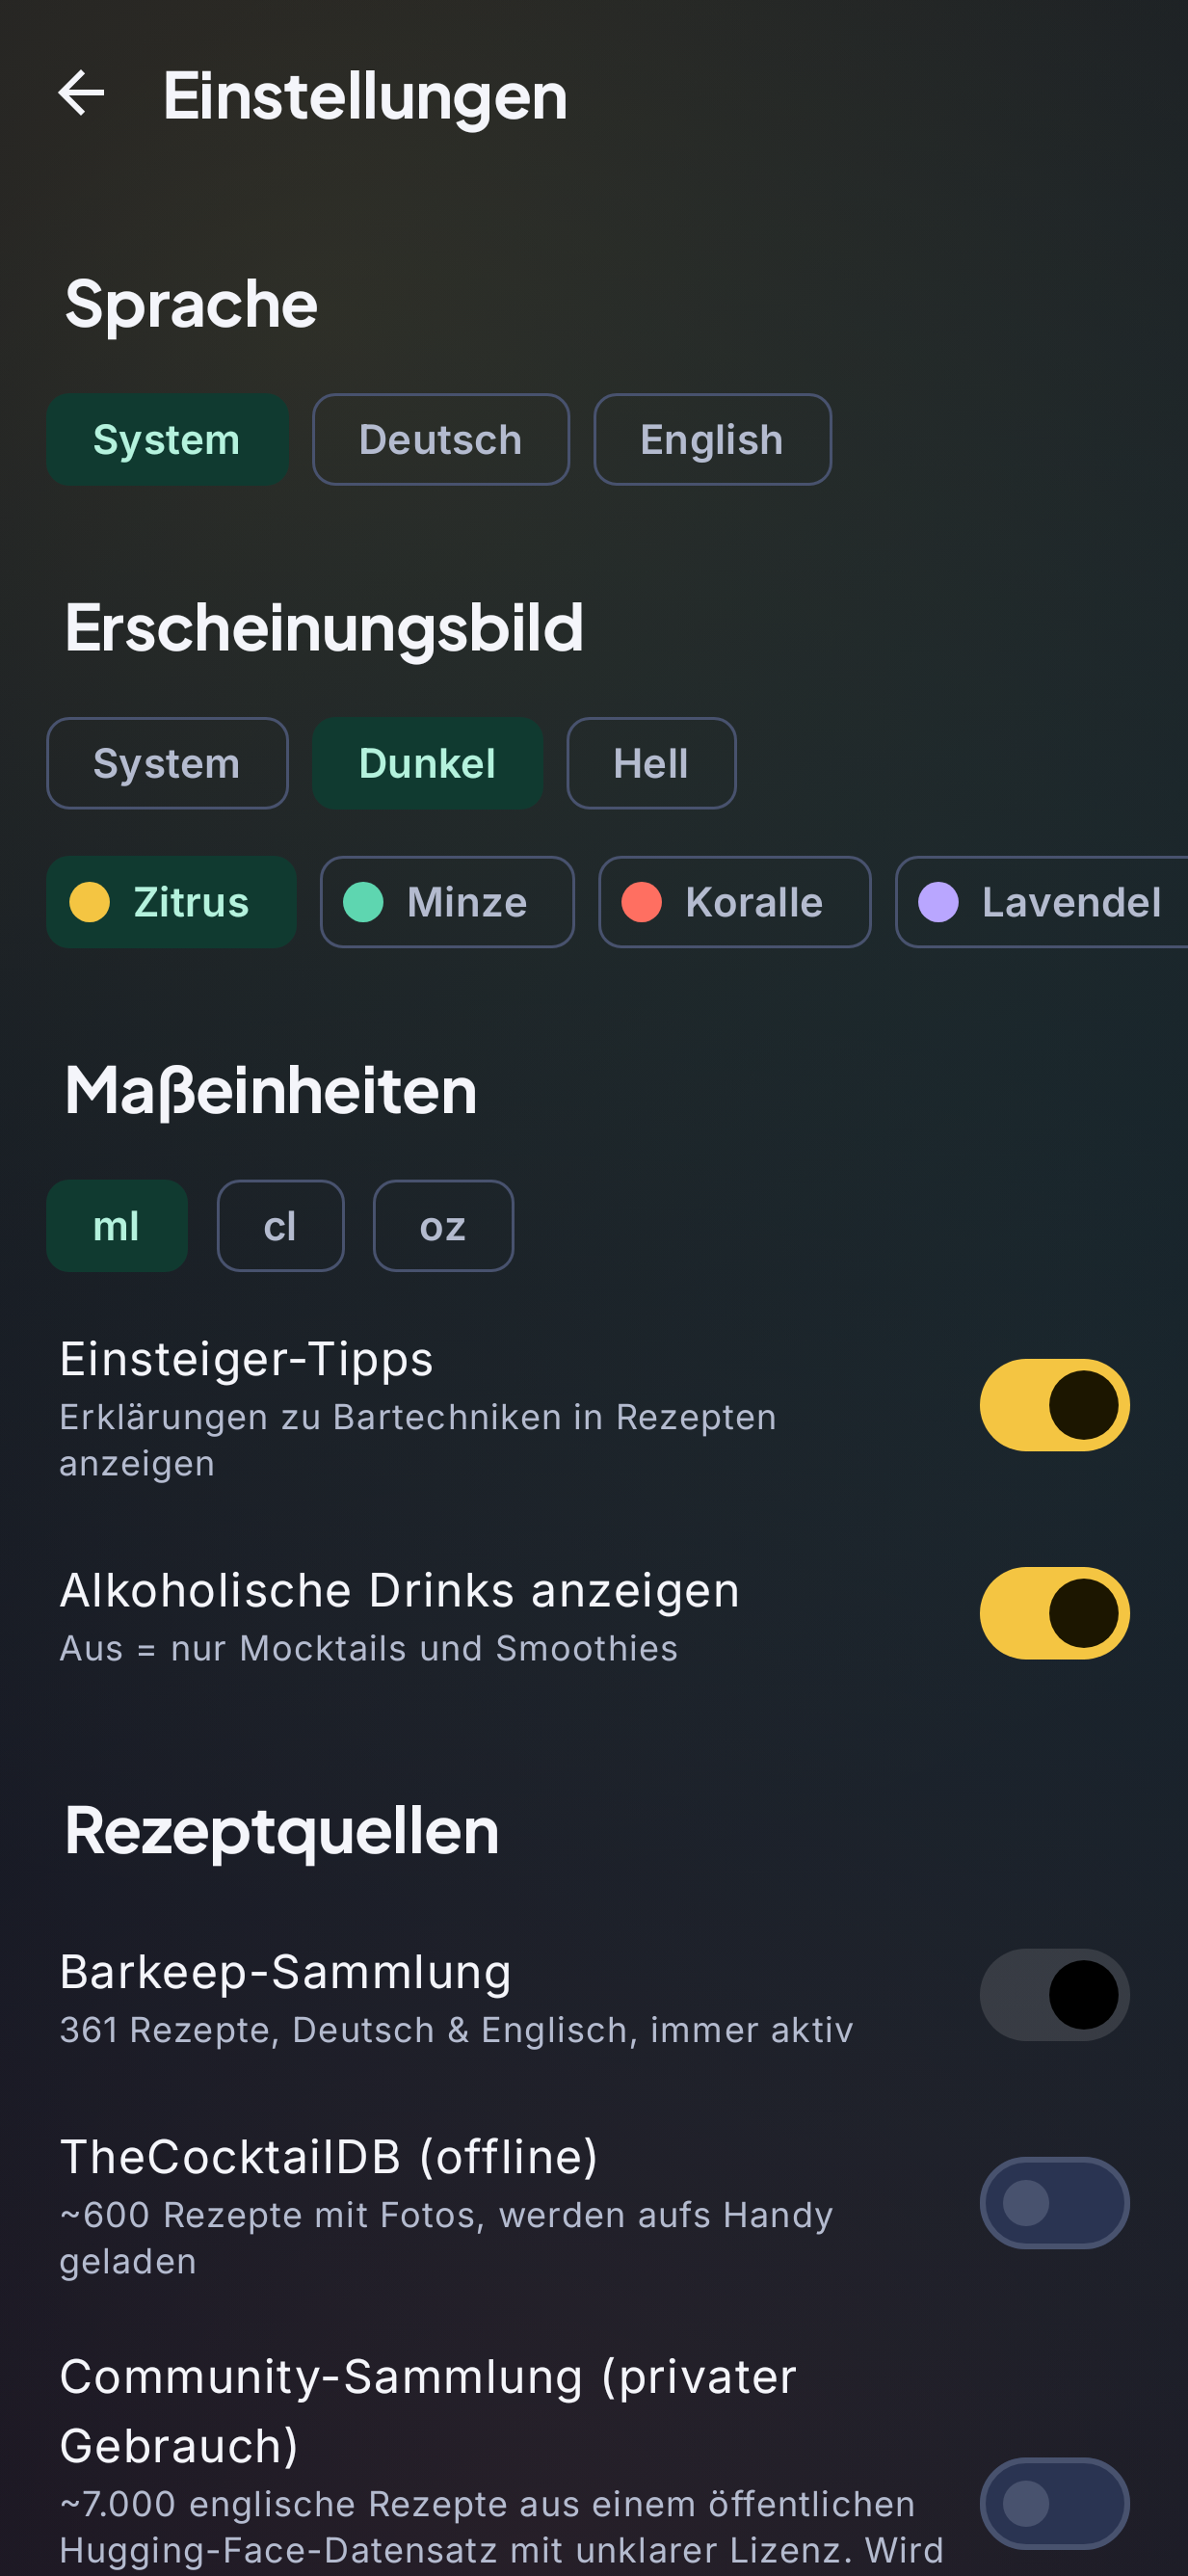 Einstellungen
Sprache
System Deutsch English
Erscheinungsbild
System Dunkel Hell
Zitrus Minze Koralle Lavendel
Maßeinheiten
ml cl oz
Einsteiger-Tipps
Erklärungen zu Bartechniken in Rezepten
anzeigen
Alkoholische Drinks anzeigen
Aus = nur Mocktails und Smoothies
Rezeptquellen
Barkeep-Sammlung
361 Rezepte, Deutsch & Englisch, immer aktiv
TheCocktailDB (offline)
~600 Rezepte mit Fotos, werden aufs Handy
geladen
Community-Sammlung (privater
Gebrauch)
~7.000 englische Rezepte aus einem öffentlichen
Hugging-Face-Datensatz mit unklarer Lizenz. Wird